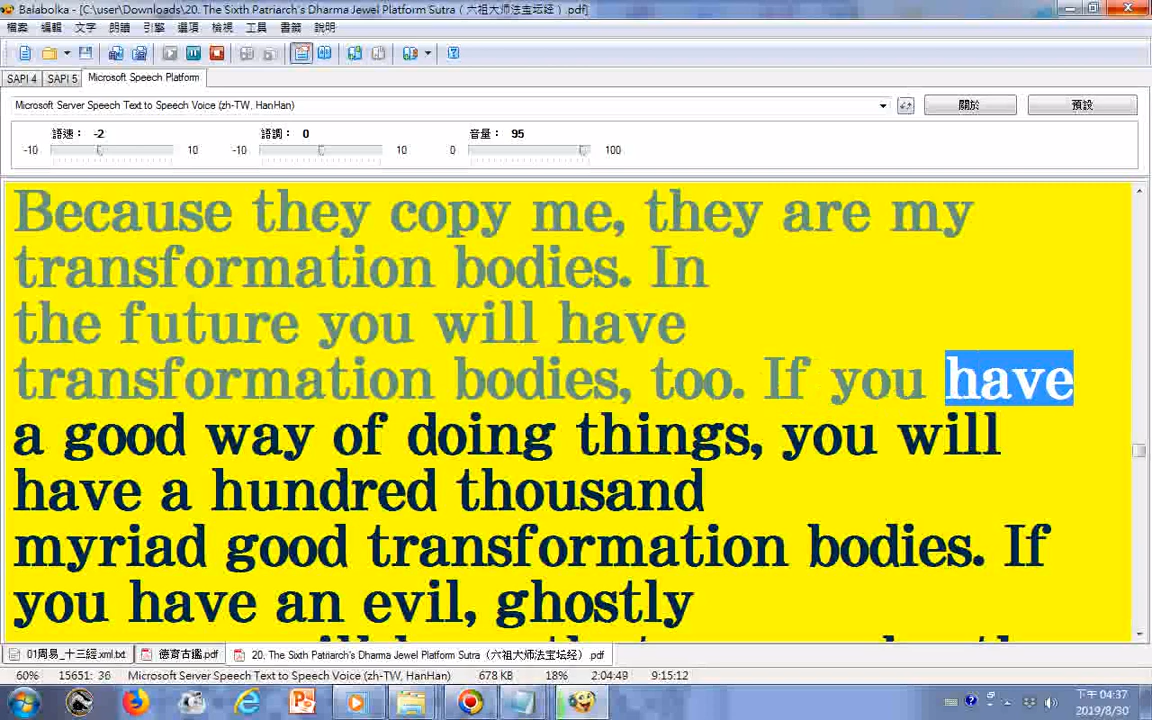 Balabolka - [C:\user\Downloads\20. The Sixth Patriarch's Dharma Jewel Platform Sutra（六祖大师法宝坛经）.pdf]
檔案 編輯 文字 朗讀 引擎 選項 檢視 工具 書籤 說明
SAPI 4 SAPI 5 Microsoft Speech Platform
Microsoft Server Speech Text to Speech Voice (zh-TW, HanHan) 關於 預設
語速： -2 語調： 0 音量： 95
-10 10 -10 10 0 100
Because they copy me, they are my
transformation bodies. In
the future you will have
transformation bodies, too. If you have
a good way of doing things, you will
have a hundred thousand
myriad good transformation bodies. If
you have an evil, ghostly
01周易_十三經.xml.txt 德育古鑑.pdf 20. The Sixth Patriarch's Dharma Jewel Platform Sutra（六祖大师法宝坛经）.pdf
60% 15651: 36 Microsoft Server Speech Text to Speech Voice (zh-TW, HanHan) 678 KB 18% 2:04:49 9:15:12
下午 04:37
2019/8/30